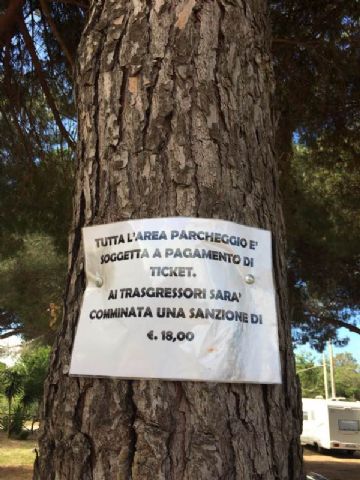 TUTTA L'AREA PARCHEGGIO E'
SOGGETTA A PAGAMENTO DI
TICKET.
AI TRASGRESSORI SARA'
COMMINATA UNA SANZIONE DI
€. 18,00